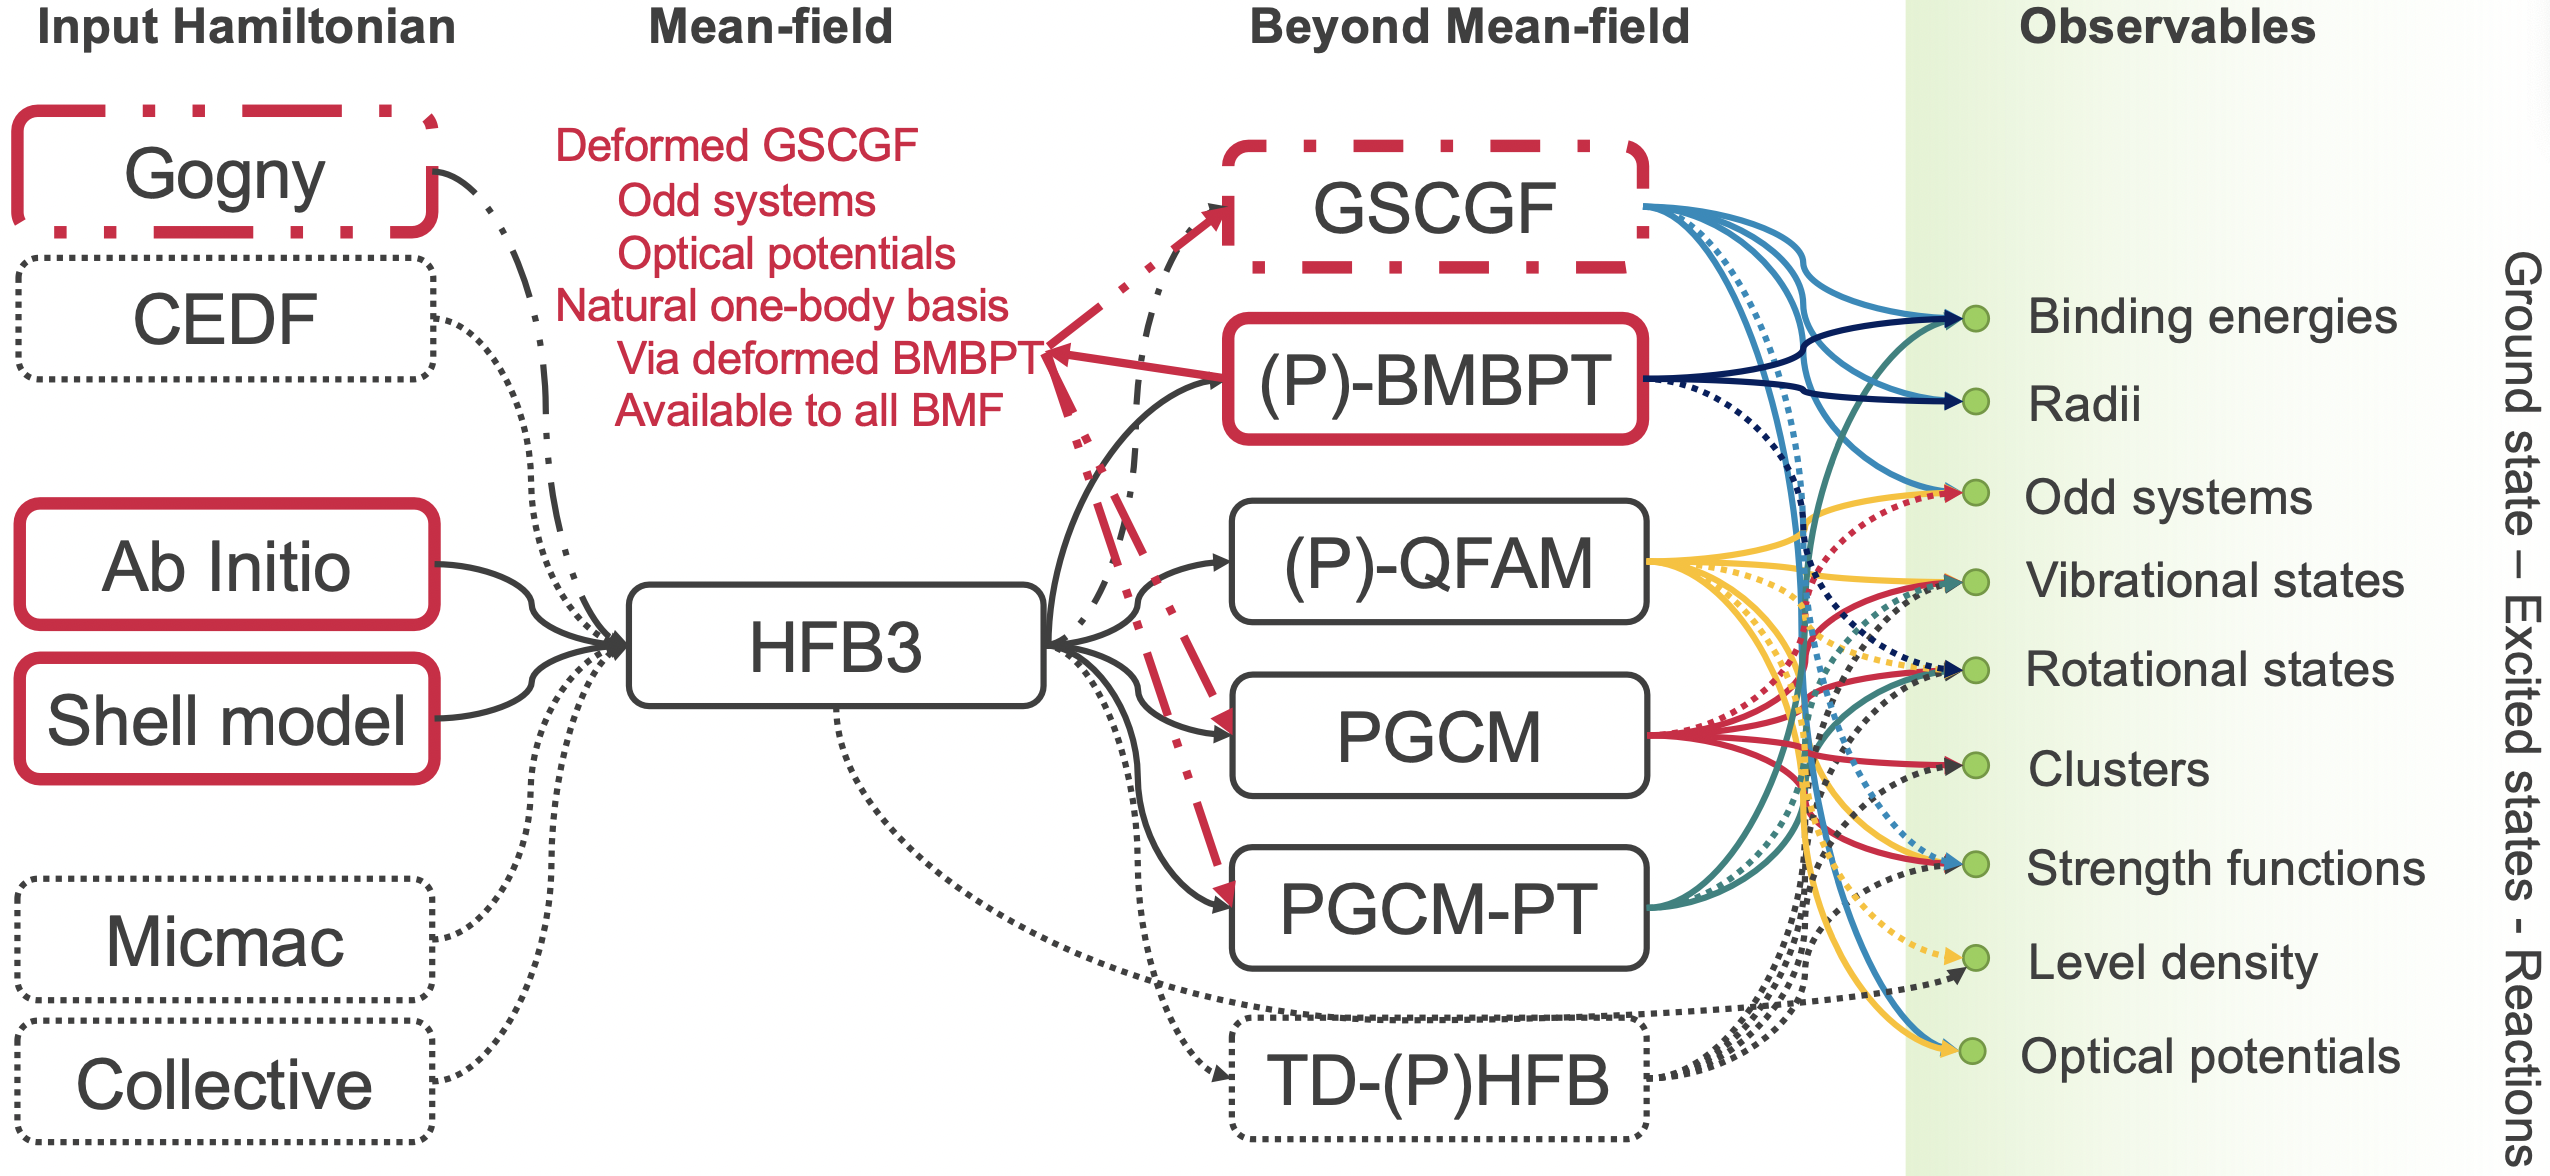 Input Hamiltonian
Mean-field
Beyond Mean-field
Observables
Gogny
CEDF
Ab Initio
Shell model
Micmac
Collective
Deformed GSCGF
Odd systems
Optical potentials
Natural one-body basis
Via deformed BMBPT
Available to all BMF
HFB3
GSCGF
(P)-BMBPT
(P)-QFAM
PGCM
PGCM-PT
TD-(P)HFB
Binding energies
Radii
Odd systems
Vibrational states
Rotational states
Clusters
Strength functions
Level density
Optical potentials
Ground state – Excited states - Reactions